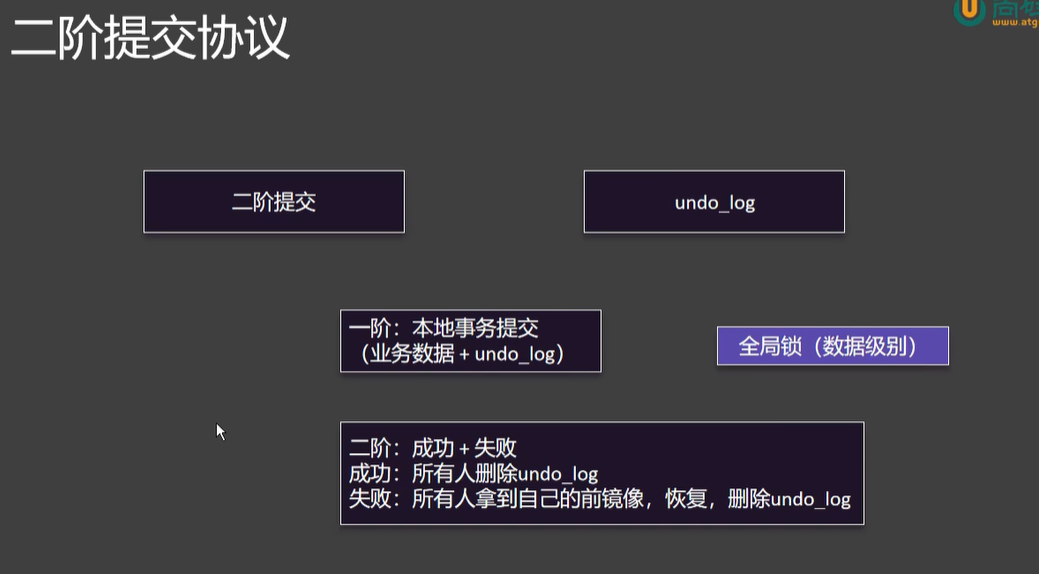 二阶提交协议
www.atg
二阶提交
undo_log
一阶：本地事务提交
（业务数据 + undo_log）
全局锁（数据级别）
二阶：成功 + 失败
成功：所有人删除undo_log
失败：所有人拿到自己的前镜像，恢复，删除undo_log